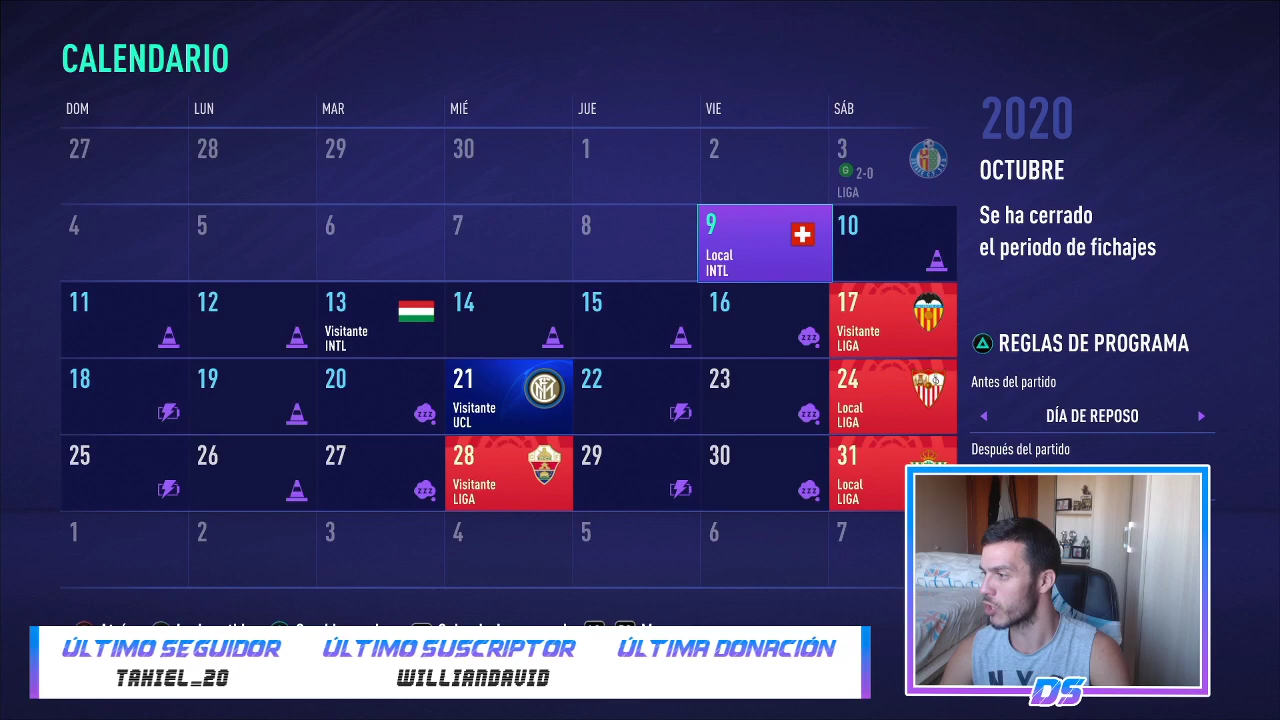 CALENDARIO
DOM LUN MAR MIÉ JUE VIE SÁB
27 28 29 30 1 2 3
G 2-0
LIGA
4 5 6 7 8 9 10
Local
INTL
11 12 13 14 15 16 17
Visitante
INTL
Visitante
LIGA
18 19 20 21 22 23 24
Visitante
UCL
Local
LIGA
25 26 27 28 29 30 31
Visitante
LIGA
Local
LIGA
1 2 3 4 5 6 7
2020
OCTUBRE
Se ha cerrado
el periodo de fichajes
REGLAS DE PROGRAMA
Antes del partido
DÍA DE REPOSO
Después del partido
ÚLTIMO SEGUIDOR ÚLTIMO SUSCRIPTOR ÚLTIMA DONACIÓN
TAHIEL_20 WILLIANDAVID
NY
DS